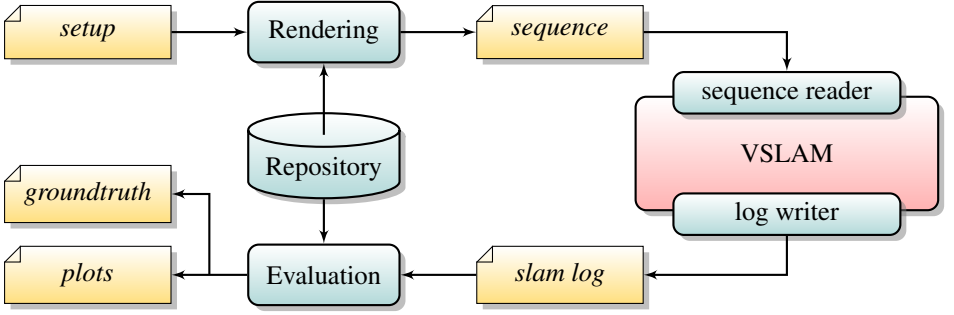 setup
Rendering
sequence
sequence reader
VSLAM
log writer
Repository
groundtruth
plots
Evaluation
slam log